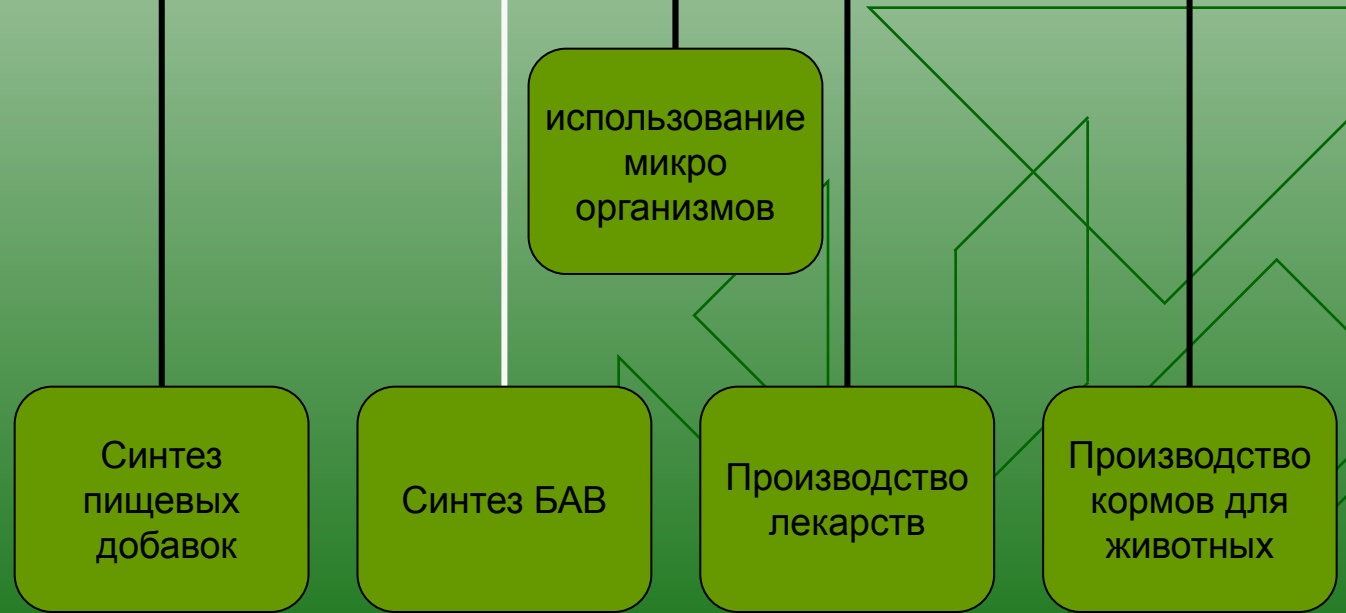 использование
микро
организмов
Синтез
пищевых
добавок
Синтез БАВ
Производство
лекарств
Производство
кормов для
животных